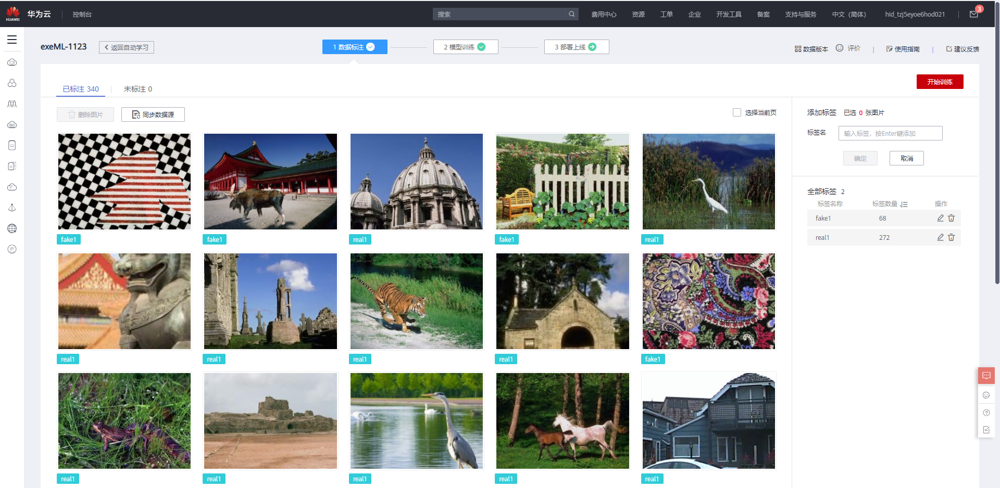 HUAWEI
华为云
控制台
搜索
费用中心
资源
工单
企业
开发工具
备案
支持与服务
中文（简体）
hid_tzj5eyoe6hod021
3
exeML-1123
返回自动学习
1 数据标注
2 模型训练
3 部署上线
数据版本
评价
使用指南
建议反馈
已标注 340
未标注 0
开始训练
删除图片
同步数据源
选择当前页
添加标签 已选 0 张图片
标签名
输入标签，按Enter键添加
确定
取消
全部标签 2
标签名称 标签数量 操作
fake1 68
real1 272
fake1
fake1
real1
fake1
real1
real1
real1
real1
real1
fake1
real1
real1
real1
real1
real1
IP